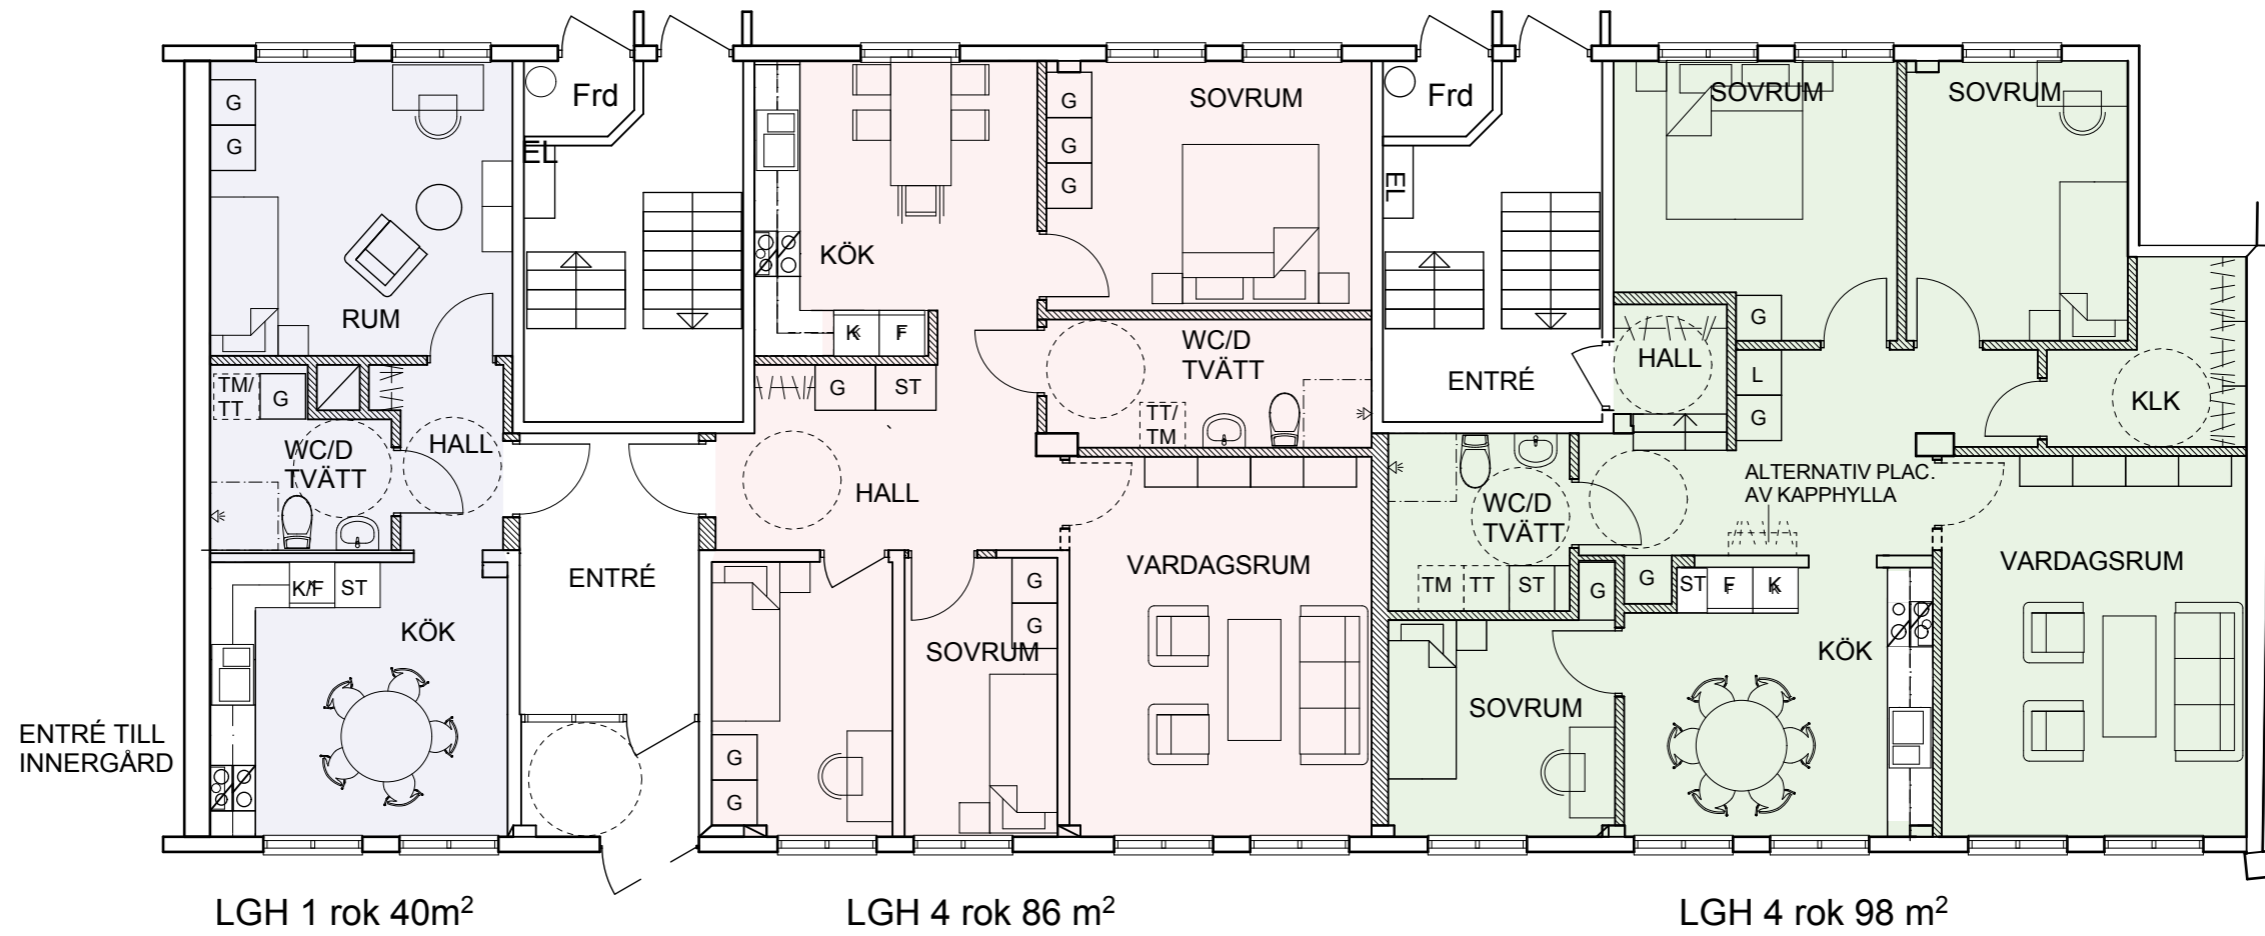 Frd
Frd
SOVRUM
SOVRUM
SOVRUM
G
G
G
G
G
EL
EL
KÖK
RUM
K
F
WC/D
TVÄTT
TT/
TM
ENTRÉ
HALL
G
L
G
KLK
TM/
TT
G
WC/D
TVÄTT
HALL
G
ST
HALL
ALTERNATIV PLAC.
AV KAPPHYLLA
WC/D
TVÄTT
TM
TT
ST
G
G
ST
F
K
ENTRÉ
VARDAGSRUM
VARDAGSRUM
K/F
ST
KÖK
G
G
SOVRUM
KÖK
SOVRUM
G
G
ENTRÉ TILL
INNERGÅRD
LGH 1 rok 40m²
LGH 4 rok 86 m²
LGH 4 rok 98 m²